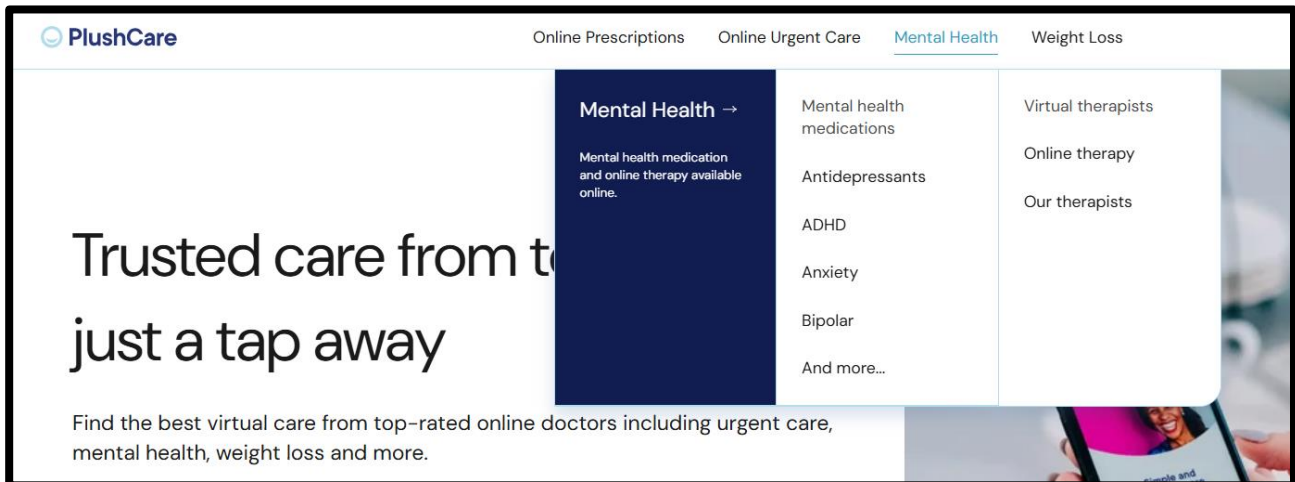 PlushCare
Online Prescriptions
Online Urgent Care
Mental Health
Weight Loss
Mental Health →
Mental health medication
and online therapy available
online.
Mental health
medications
Antidepressants
ADHD
Anxiety
Bipolar
And more...
Virtual therapists
Online therapy
Our therapists
Trusted care from
just a tap away
Find the best virtual care from top-rated online doctors including urgent care,
mental health, weight loss and more.
Simple and